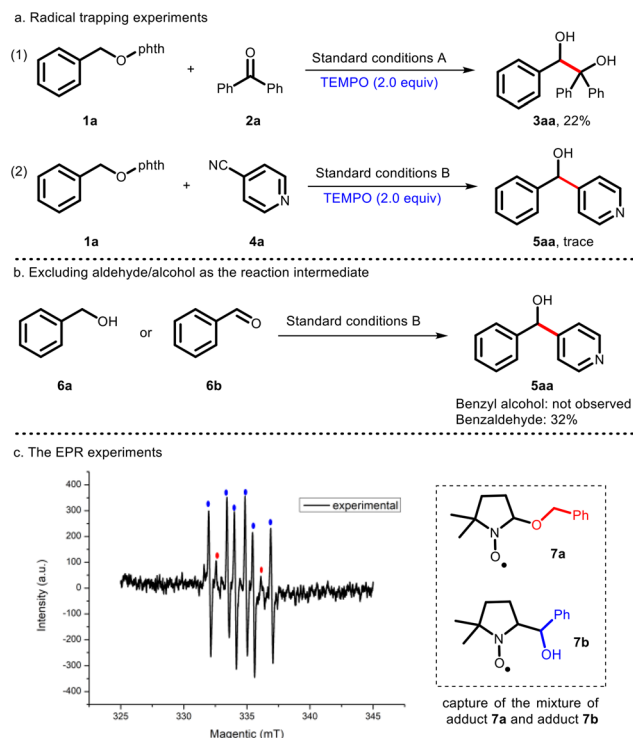 a. Radical trapping experiments
(1)
O
phth
1a
+
O
Ph
Ph
2a
Standard conditions A
TEMPO (2.0 equiv)
OH
OH
Ph
Ph
3aa, 22%
(2)
O
phth
1a
+
CN
N
4a
Standard conditions B
TEMPO (2.0 equiv)
OH
N
5aa, trace
b. Excluding aldehyde/alcohol as the reaction intermediate
OH
6a
or
O
6b
Standard conditions B
OH
N
5aa
Benzyl alcohol: not observed
Benzaldehyde: 32%
c. The EPR experiments
Intensity (a.u.)
400
300
200
100
0
-100
-200
-300
-400
325
330
335
340
345
Magentic (mT)
experimental
N
O
O
Ph
7a
N
O
Ph
OH
7b
capture of the mixture of
adduct 7a and adduct 7b